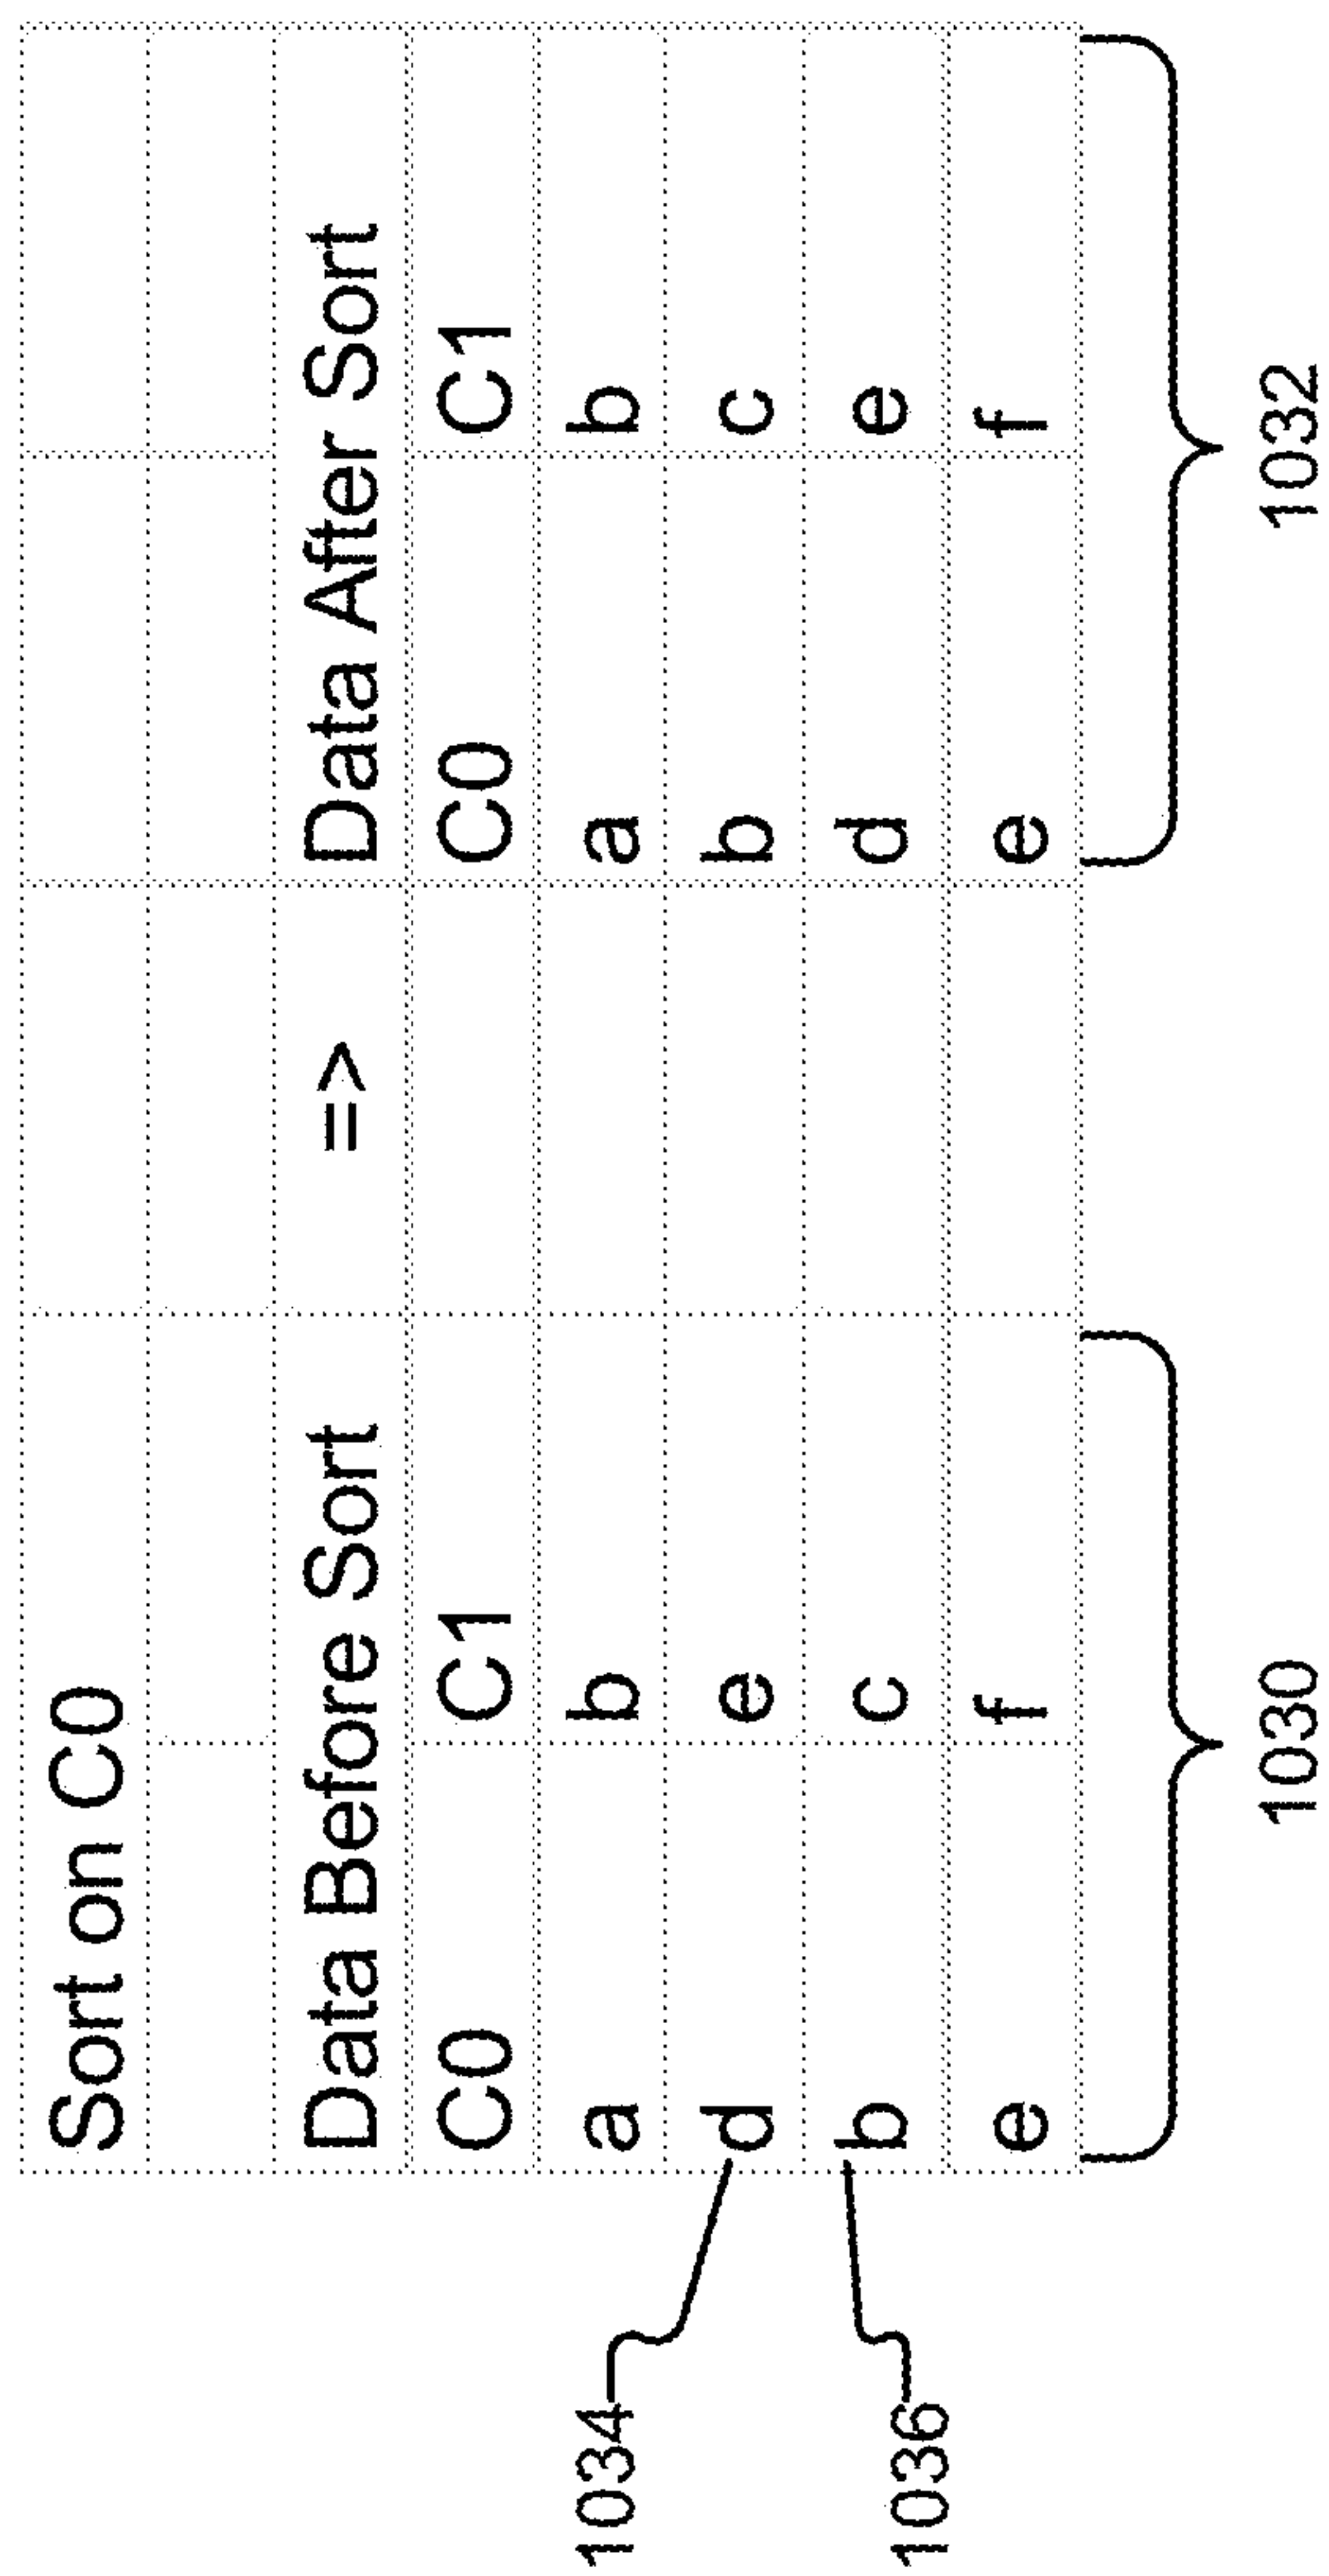 Sort on C0
Data Before Sort => Data After Sort
C0 C1 C0 C1
a b a b
1034 d e b c
1036 b c d e
e f e f
1030 1032